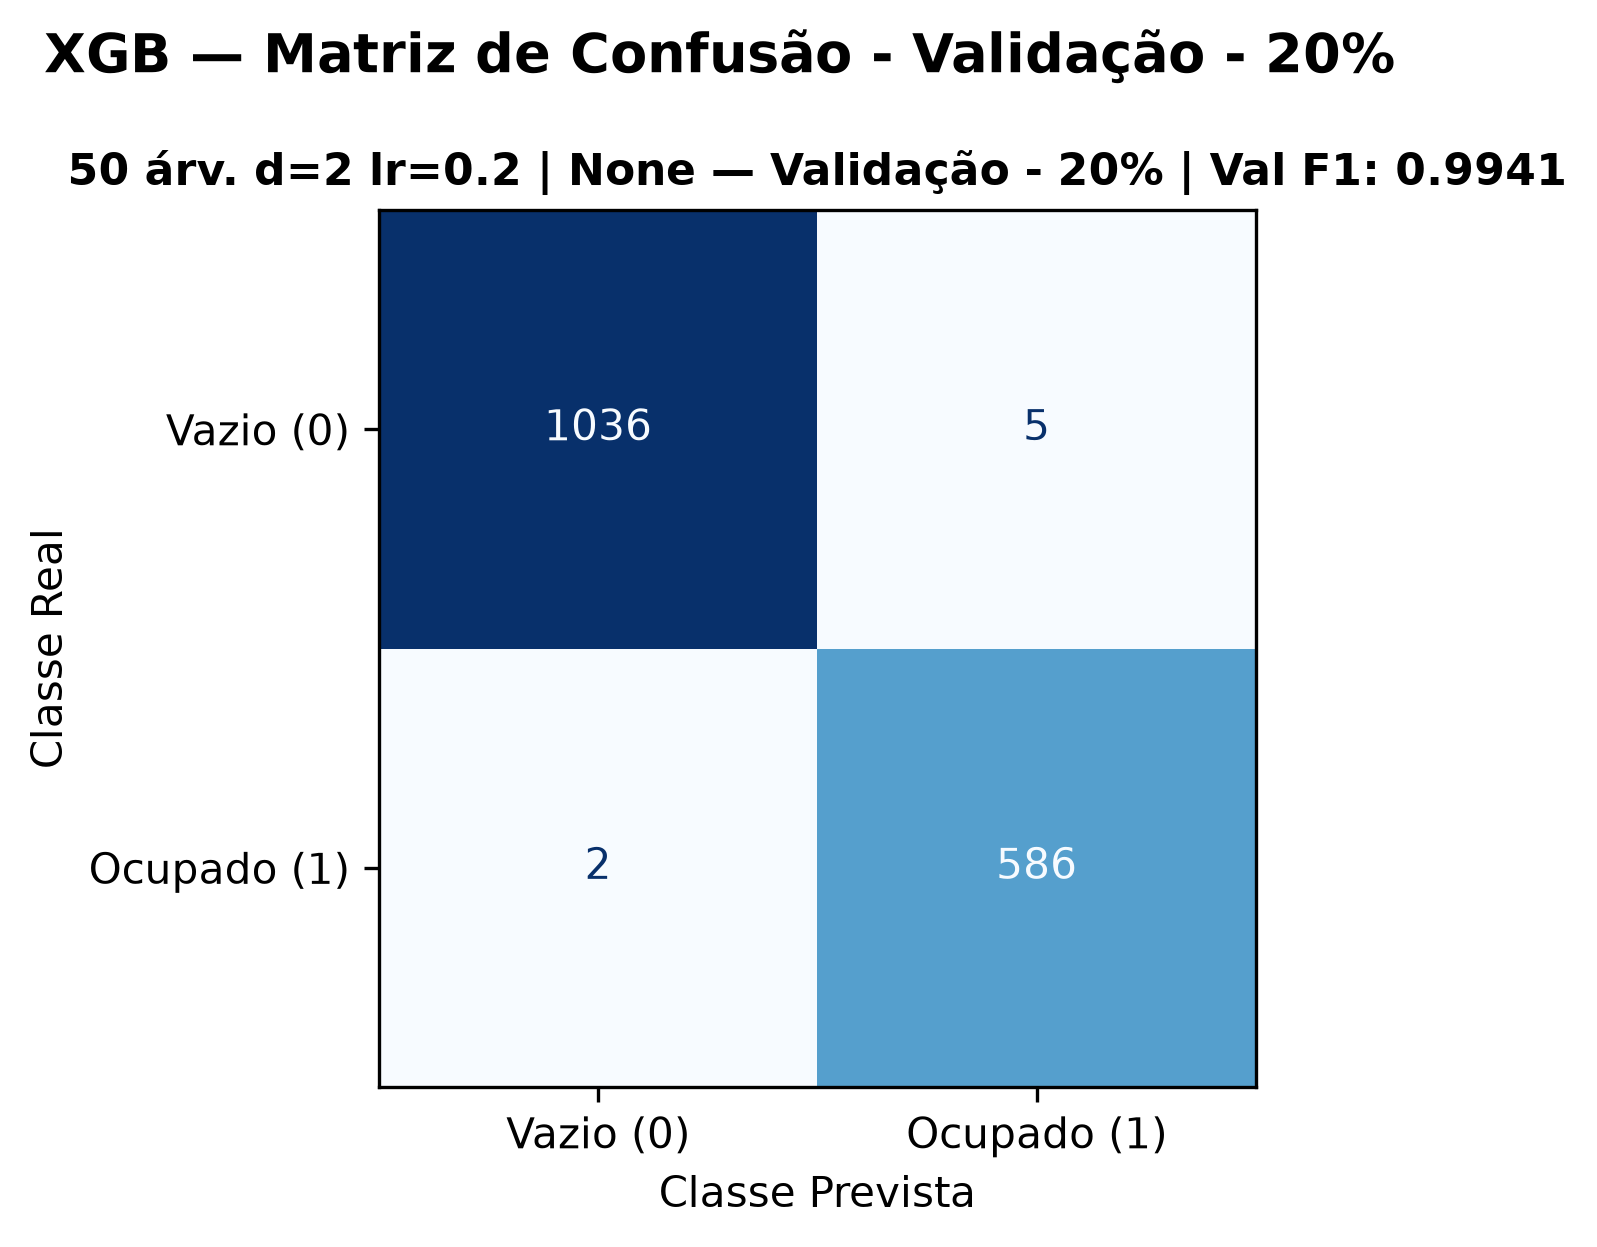 XGB — Matriz de Confusão - Validação - 20%
50 árv. d=2 lr=0.2 | None — Validação - 20% | Val F1: 0.9941
Classe Real
Vazio (0)
1036
5
Ocupado (1)
2
586
Vazio (0)
Ocupado (1)
Classe Prevista